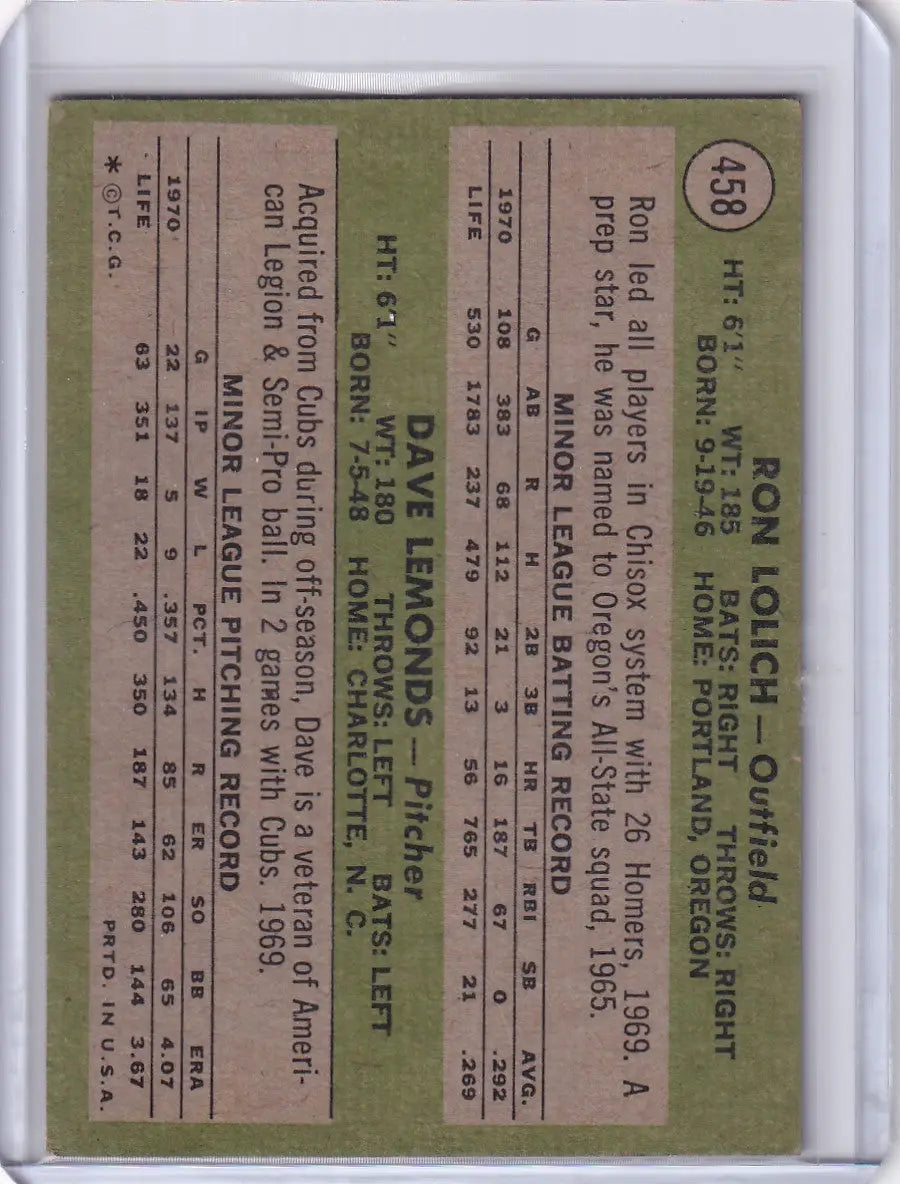 458
RON LOLICH — Outfield
HT: 6'1" WT: 185 BATS: RIGHT THROWS: RIGHT
BORN: 9-19-46 HOME: PORTLAND, OREGON
Ron led all players in Chisox system with 26 Homers, 1969. A
prep star, he was named to Oregon's All-State squad, 1965.
MINOR LEAGUE BATTING RECORD
G AB R H 2B 3B HR TB RBI SB AVG.
1970 108 383 68 112 21 3 16 187 67 0 .292
LIFE 530 1783 237 479 92 13 56 765 277 21 .269
DAVE LEMONDS — Pitcher
HT: 6'1" WT: 180 THROWS: LEFT BATS: LEFT
BORN: 7-5-48 HOME: CHARLOTTE, N. C.
Acquired from Cubs during off-season, Dave is a veteran of Ameri-
can Legion & Semi-Pro ball. In 2 games with Cubs. 1969.
MINOR LEAGUE PITCHING RECORD
G IP W L PCT. H R ER SO BB ERA
1970 22 137 5 9 .357 134 85 62 106 65 4.07
LIFE 63 351 18 22 .450 350 187 143 280 144 3.67
* ©T.C.G. PRTD. IN U.S.A.